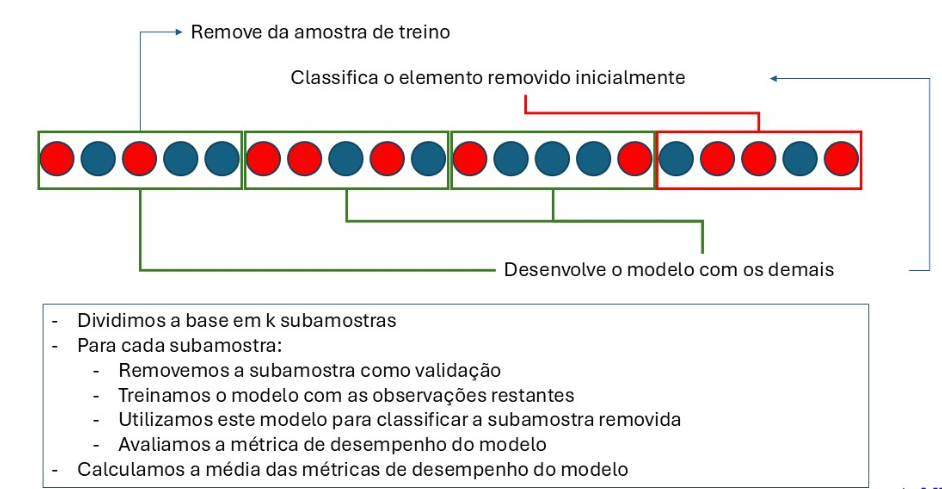 Remove da amostra de treino
Classifica o elemento removido inicialmente
Desenvolve o modelo com os demais
- Dividimos a base em k subamostras
- Para cada subamostra:
- Removemos a subamostra como validação
- Treinamos o modelo com as observações restantes
- Utilizamos este modelo para classificar a subamostra removida
- Avaliamos a métrica de desempenho do modelo
- Calculamos a média das métricas de desempenho do modelo